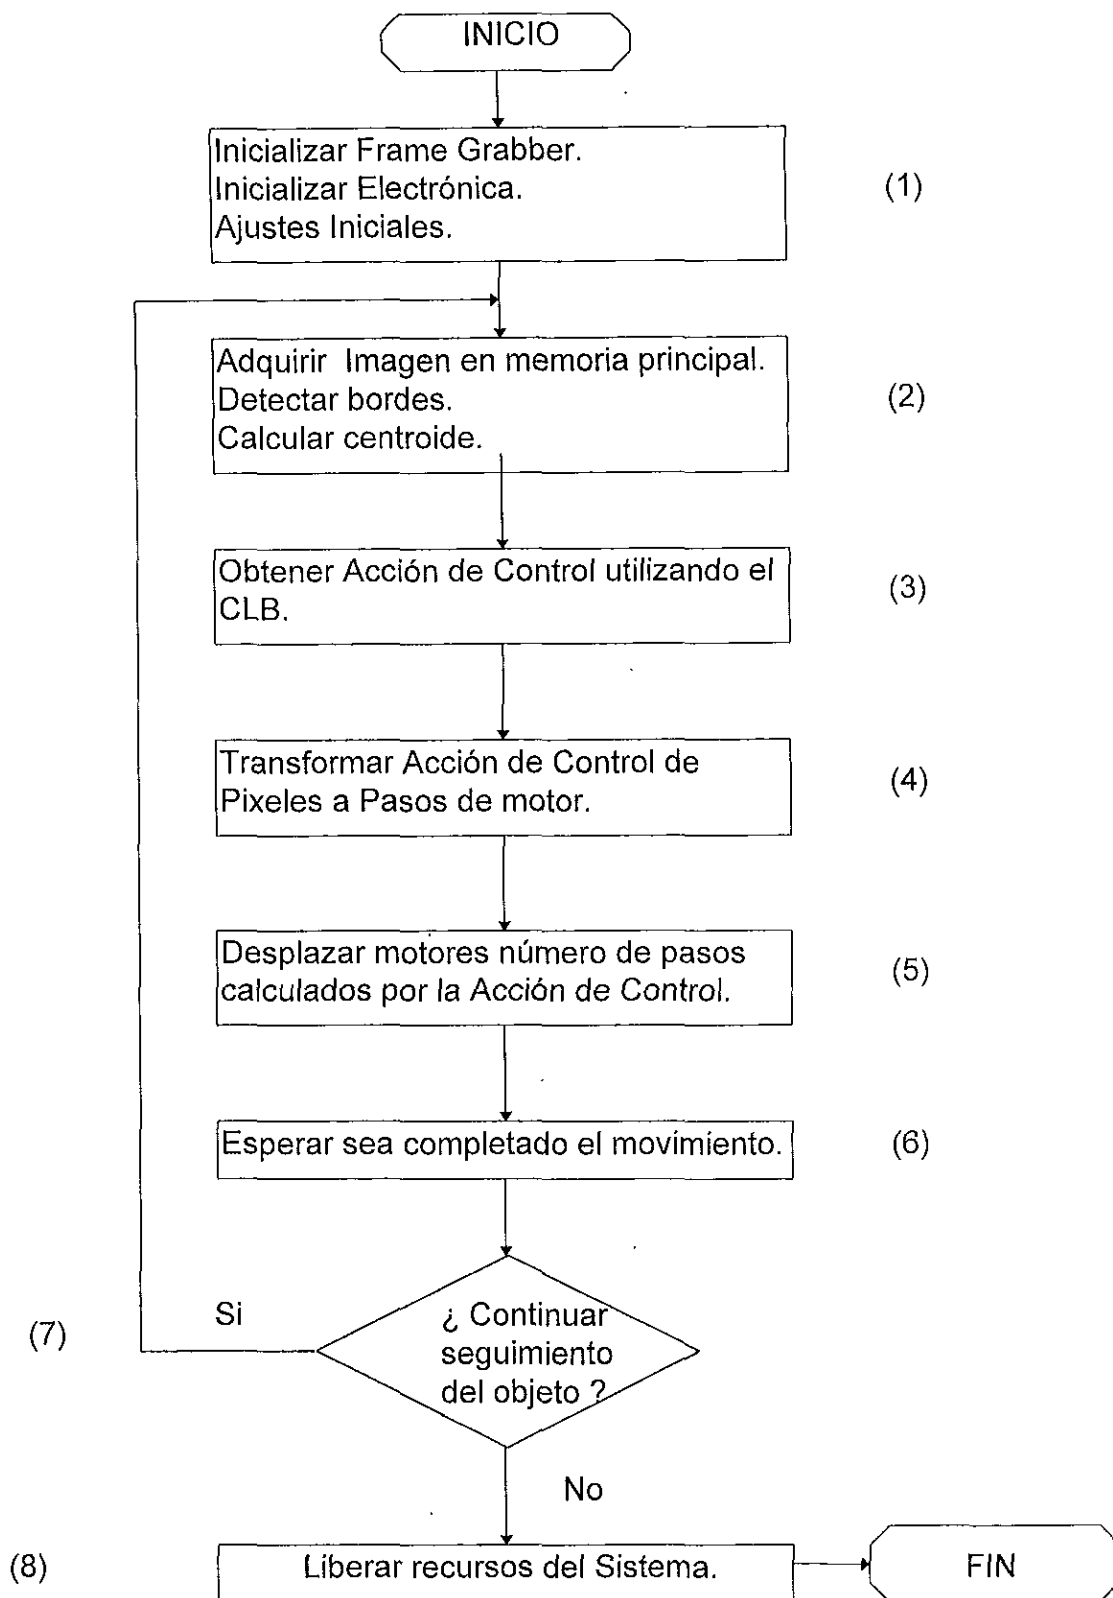 INICIO
Inicializar Frame Grabber.
Inicializar Electrónica.
Ajustes Iniciales.
(1)
Adquirir Imagen en memoria principal.
Detectar bordes.
Calcular centroide.
(2)
Obtener Acción de Control utilizando el
CLB.
(3)
Transformar Acción de Control de
Pixeles a Pasos de motor.
(4)
Desplazar motores número de pasos
calculados por la Acción de Control.
(5)
Esperar sea completado el movimiento.
(6)
Si
(7)
¿ Continuar
seguimiento
del objeto ?
No
(8)
Liberar recursos del Sistema.
FIN